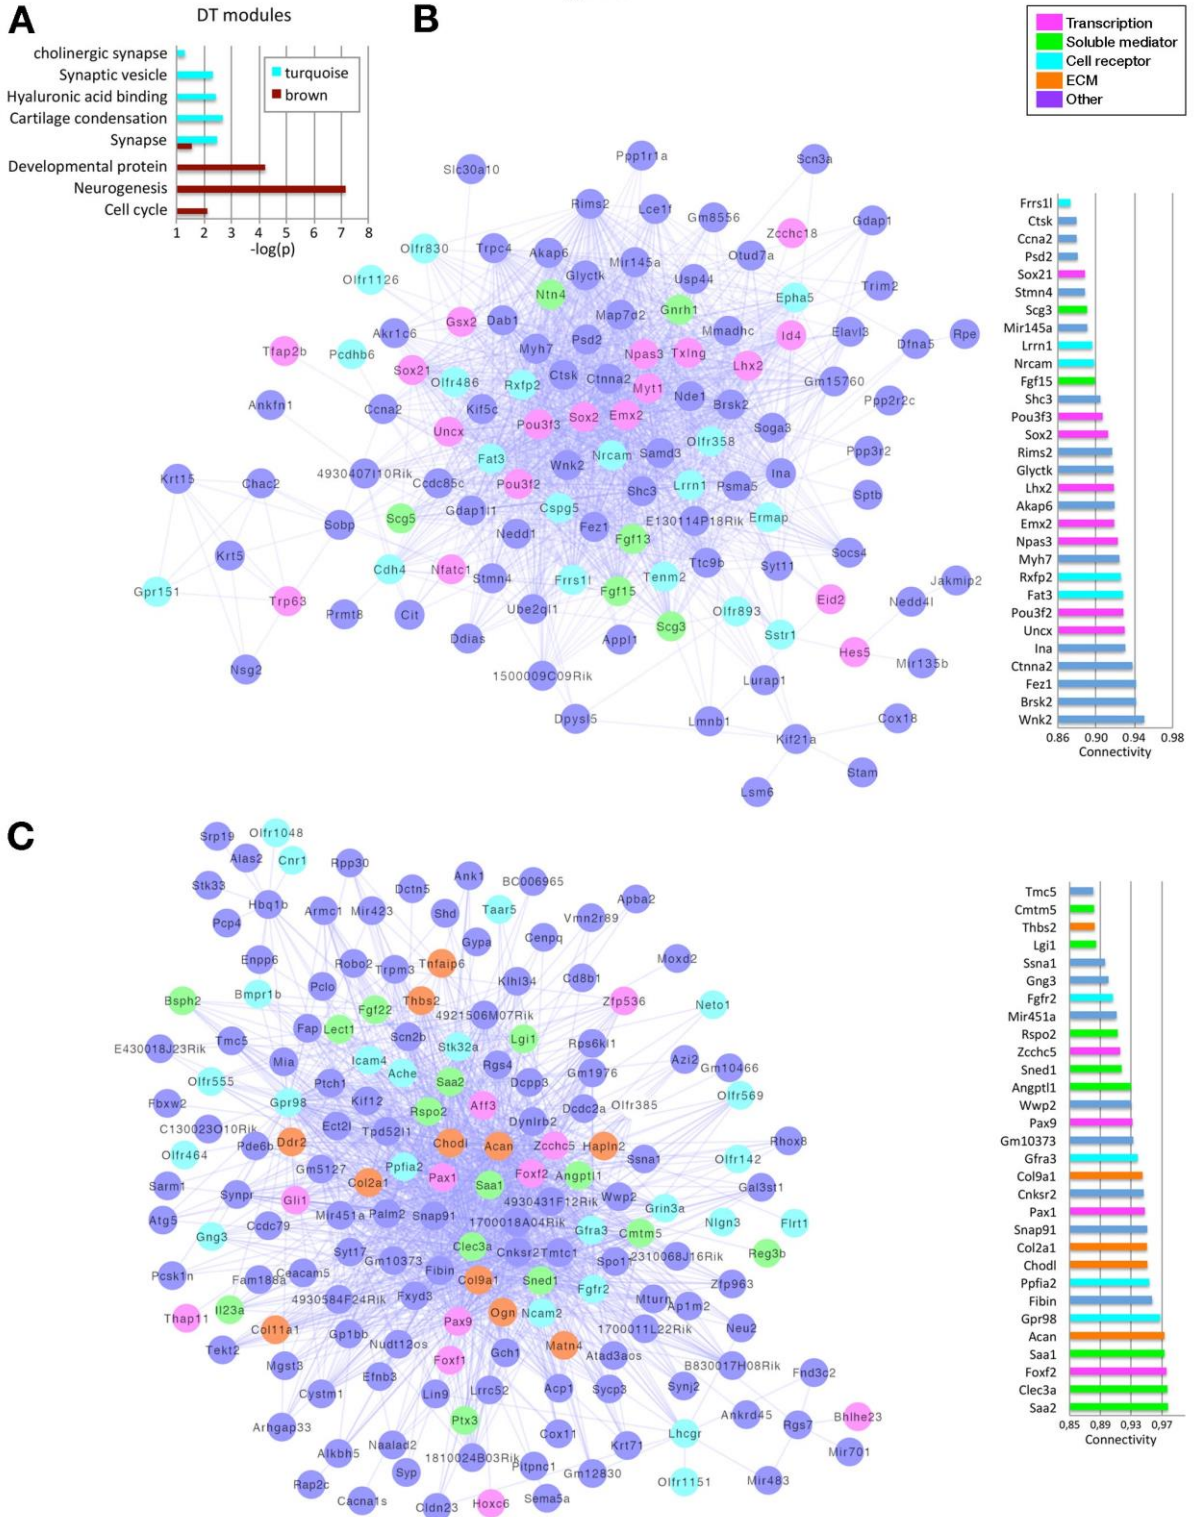 A
DT modules
cholinergic synapse
Synaptic vesicle
Hyaluronic acid binding
Cartilage condensation
Synapse
Developmental protein
Neurogenesis
Cell cycle
turquoise
brown
1 2 3 4 5 6 7 8
-log(p)
B
Transcription
Soluble mediator
Cell receptor
ECM
Other
Ppp1r1a
Scn3a
Slc30a10
Rims2
Lce1f
Gm8556
Gdap1
Zcchc18
Olfr830
Trpc4
Akap6
Mir145a
Otud7a
Olfr1126
Glyctk
Usp44
Trim2
Ntn4
Gnrh1
Epha5
Gsx2
Dab1
Map7d2
Akr1c6
Mmadhc
Id4
Elavl3
Rpe
Tfap2b
Pcdhb6
Myh7
Psd2
Npas3
Txlng
Dfna5
Sox21
Olfr486
Rxfp2
Ctsk
Ctnna2
Myt1
Lhx2
Gm15760
Ankfn1
Ccna2
Kif5c
Nde1
Brsk2
Ppp2r2c
Uncx
Pou3f3
Sox2
Emx2
Soga3
Fat3
Nrcam
Samd3
Olfr358
Ppp3r2
Krt15
Chac2
4930407I10Rik
Ccdc85c
Pou3f2
Wnk2
Shc3
Lrrn1
Psma5
Ina
Sptb
Sobp
Scg5
Gdap1l1
Cspg5
Fez1
E130114P18Rik
Ermap
Nedd1
Fgf13
Krt5
Cdh4
Nfatc1
Stmn4
Frrs1l
Tenm2
Ttc9b
Syt11
Socs4
Gpr151
Trp63
Prmt8
Cit
Ube2ql1
Fgf15
Olfr893
Eid2
Nedd4l
Jakmip2
Ddias
Appl1
Scg3
Sstr1
Hes5
Mir135b
Nsg2
1500009C09Rik
Lurap1
Dpysl5
Lmnb1
Kif21a
Cox18
Stam
Lsm6
Frrs1l
Ctsk
Ccna2
Psd2
Sox21
Stmn4
Scg3
Mir145a
Lrrn1
Nrcam
Fgf15
Shc3
Pou3f3
Sox2
Rims2
Glyctk
Lhx2
Akap6
Emx2
Npas3
Myh7
Rxfp2
Fat3
Pou3f2
Uncx
Ina
Ctnna2
Fez1
Brsk2
Wnk2
0.86 0.90 0.94 0.98
Connectivity
C
Srp19
Olfr1048
Alas2
Cnr1
Rpp30
Ank1
BC006965
Stk33
Hbq1b
Dctn5
Apba2
Pcp4
Armc1
Mir423
Shd
Taar5
Vmn2r89
Gypa
Cenpq
Enpp6
Robo2
Trpm3
Tnfaip6
Moxd2
Pclo
Klhl34
Cd8b1
Bsph2
Bmpr1b
Fgf22
Thbs2
4921506M07Rik
Zfp536
Neto1
E430018J23Rik
Tmc5
Fap
Lect1
Scn2b
Stk32a
Lgi1
Rps6kl1
Mia
Icam4
Ache
Rgs4
Gm1976
Azi2
Gm10466
Olfr555
Ptch1
Saa2
Dcpp3
Fbxw2
Gpr98
Kif12
Rspo2
Aff3
Dcdc2a
Olfr385
Olfr569
C130023O10Rik
Ect2l
Tpd52l1
Dynlrb2
Olfr464
Pde6b
Ddr2
Chodl
Acan
Zcchc5
Hapln2
Ssna1
Olfr142
Rhox8
Gm5127
Ppfia2
Sarm1
Synpr
Col2a1
Pax1
Saa1
Foxf2
Angptl1
Gal3st1
Gli1
4930431F12Rik
Wwp2
Atg5
Ccdc79
Mir451a
Palm2
Snap91
1700018A04Rik
Grin3a
Nlgn3
Flrt1
Gng3
Gfra3
Cmtm5
Syt17
Gm10373
Clec3a
Cnksr2
Tmtc1
Spo11
2310068J16Rik
Reg3b
Pcsk1n
Fam188a
Ceacam5
Fibin
Col9a1
Sned1
Fgfr2
Zfp963
4930584F24Rik
Fxyd3
Mturn
Ap1m2
Thap11
Il23a
Ogn
Ncam2
Col11a1
Pax9
1700011L22Rik
Neu2
Tekt2
Gp1bb
Nudt12os
Matn4
Mgst3
Foxf1
Gch1
Atad3aos
B830017H08Rik
Efnb3
Fnd3c2
Cystm1
Lin9
Lrrc52
Acp1
Sycp3
Synj2
Arhgap33
Ptx3
Ankrd45
Rgs7
Bhlhe23
Alkbh5
Naalad2
Cox11
Krt71
Lhcgr
Mir701
Rap2c
Syp
1810024B03Rik
Pitpnc1
Gm12830
Olfr1151
Mir483
Cacna1s
Cldn23
Hoxc6
Sema5a
Tmc5
Cmtm5
Thbs2
Lgi1
Ssna1
Gng3
Fgfr2
Mir451a
Rspo2
Zcchc5
Sned1
Angptl1
Wwp2
Pax9
Gm10373
Gfra3
Col9a1
Cnksr2
Pax1
Snap91
Col2a1
Chodl
Ppfia2
Fibin
Gpr98
Acan
Saa1
Foxf2
Clec3a
Saa2
0,85 0,89 0,93 0,97
Connectivity